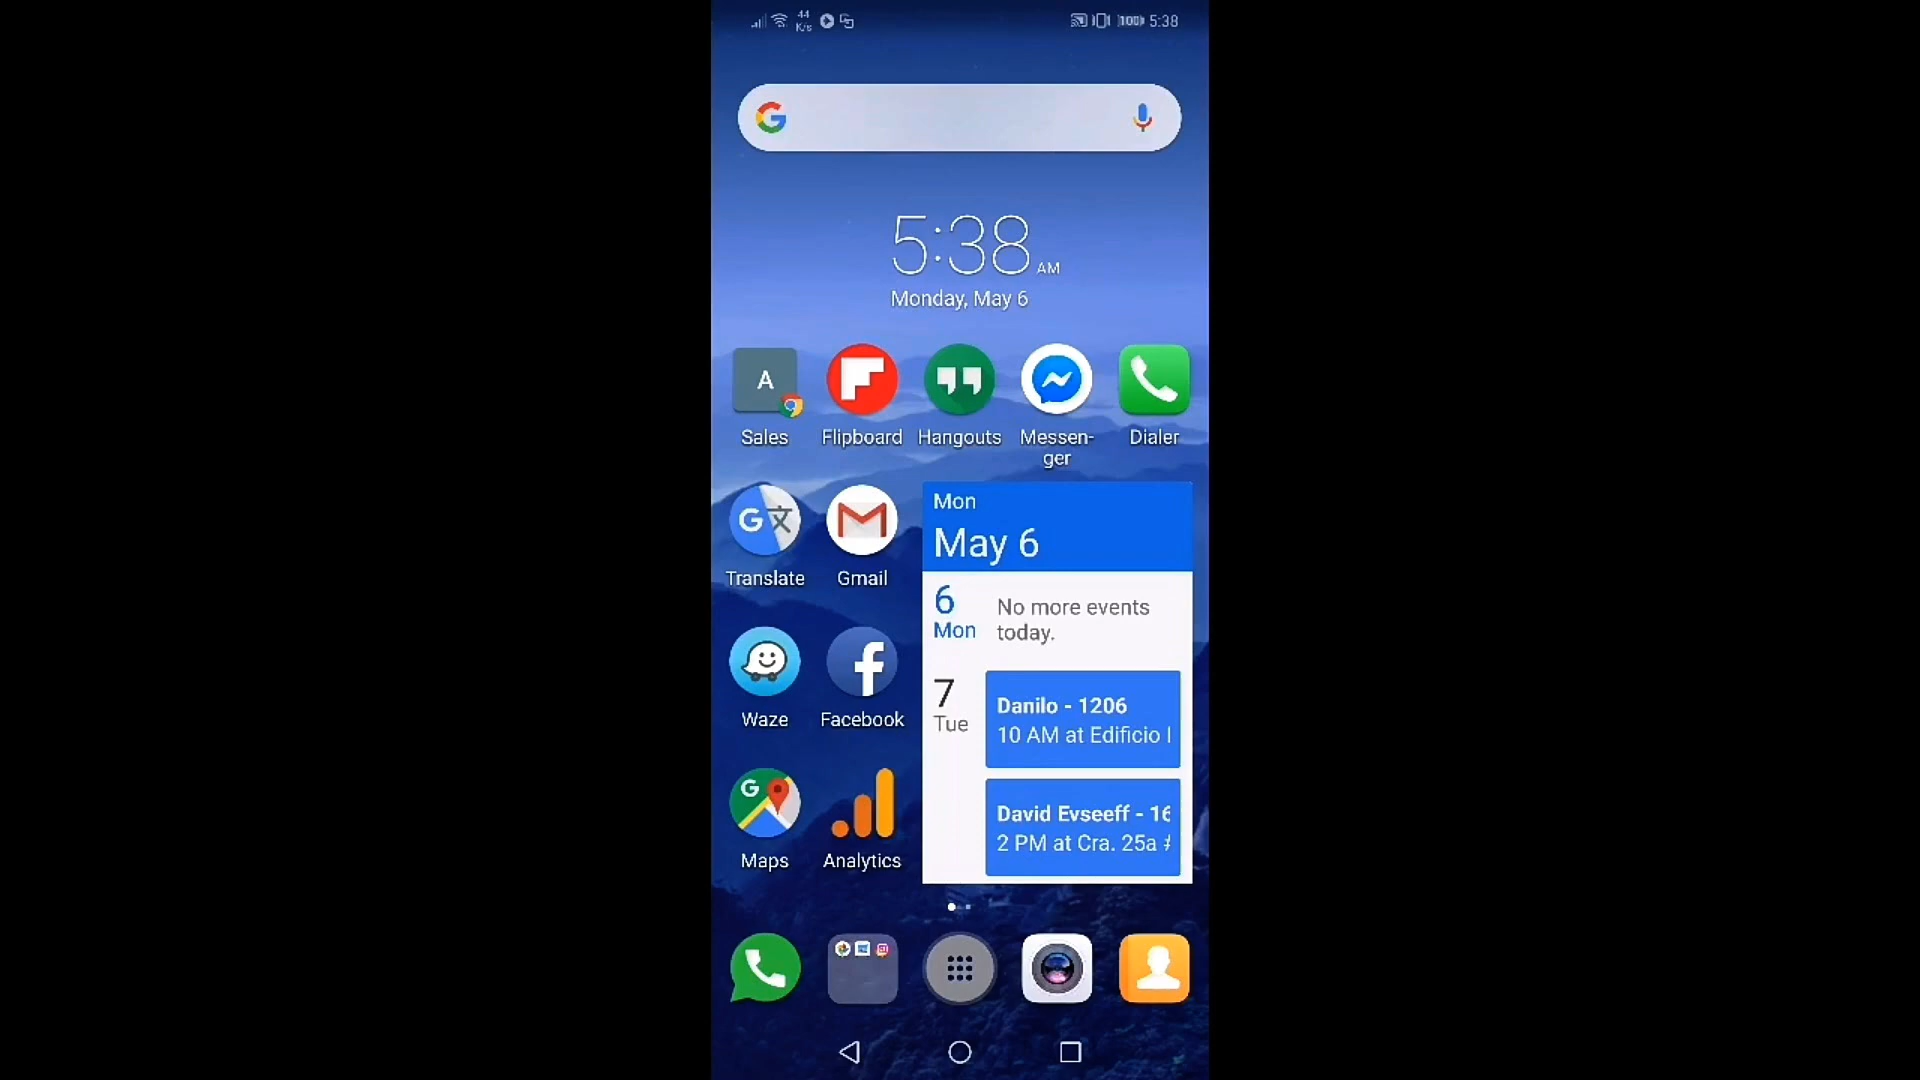 44
K/s
100
5:38
5:38
AM
Monday, May 6
A
Sales
Flipboard
Hangouts
Messen-
ger
Dialer
Translate
Gmail
Mon
May 6
6
Mon
No more events
today.
7
Tue
Danilo - 1206
10 AM at Edificio
David Evseeff - 16
2 PM at Cra. 25a #
Waze
Facebook
Maps
Analytics